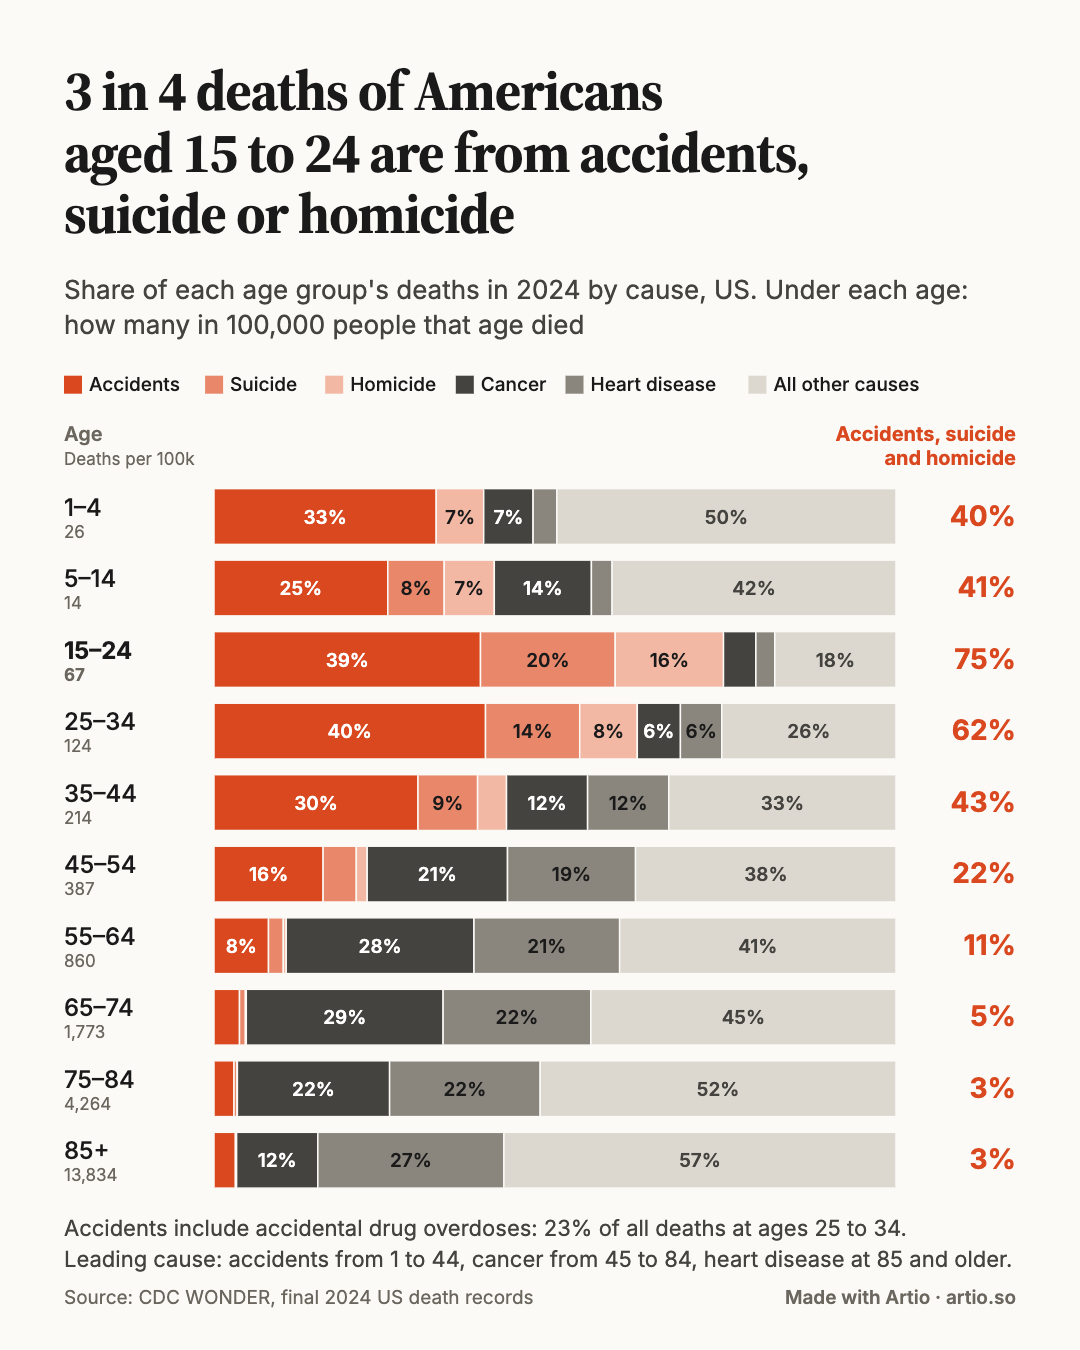 3 in 4 deaths of Americans
aged 15 to 24 are from accidents,
suicide or homicide
Share of each age group's deaths in 2024 by cause, US. Under each age:
how many in 100,000 people that age died
Accidents Suicide Homicide Cancer Heart disease All other causes
Age
Deaths per 100k
Accidents, suicide
and homicide
1–4
26
33% 7% 7% 50% 40%
5–14
14
25% 8% 7% 14% 42% 41%
15–24
67
39% 20% 16% 18% 75%
25–34
124
40% 14% 8% 6% 6% 26% 62%
35–44
214
30% 9% 12% 12% 33% 43%
45–54
387
16% 21% 19% 38% 22%
55–64
860
8% 28% 21% 41% 11%
65–74
1,773
29% 22% 45% 5%
75–84
4,264
22% 22% 52% 3%
85+
13,834
12% 27% 57% 3%
Accidents include accidental drug overdoses: 23% of all deaths at ages 25 to 34.
Leading cause: accidents from 1 to 44, cancer from 45 to 84, heart disease at 85 and older.
Source: CDC WONDER, final 2024 US death records
Made with Artio · artio.so